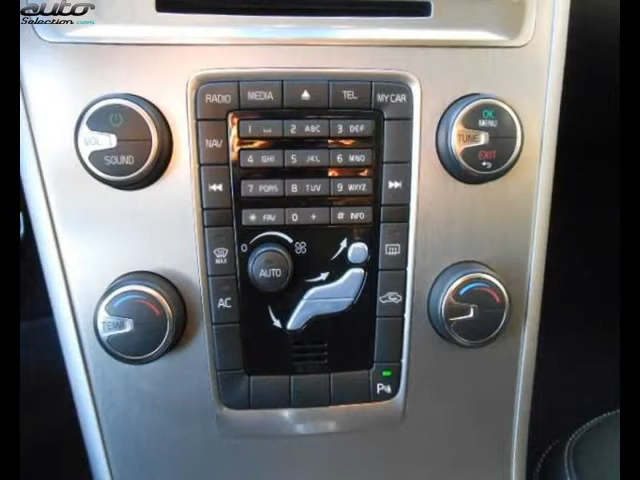 auto
Selection.com
RADIO MEDIA TEL MY CAR
VOL SOUND
NAV
1 2 ABC 3 DEF
4 GHI 5 JKL 6 MNO
7 PQRS 8 TUV 9 WXYZ
* FAV 0 + # INFO
OK
MENU
TUNE
EXIT
MAX
0 AUTO
AC
TEMP
P